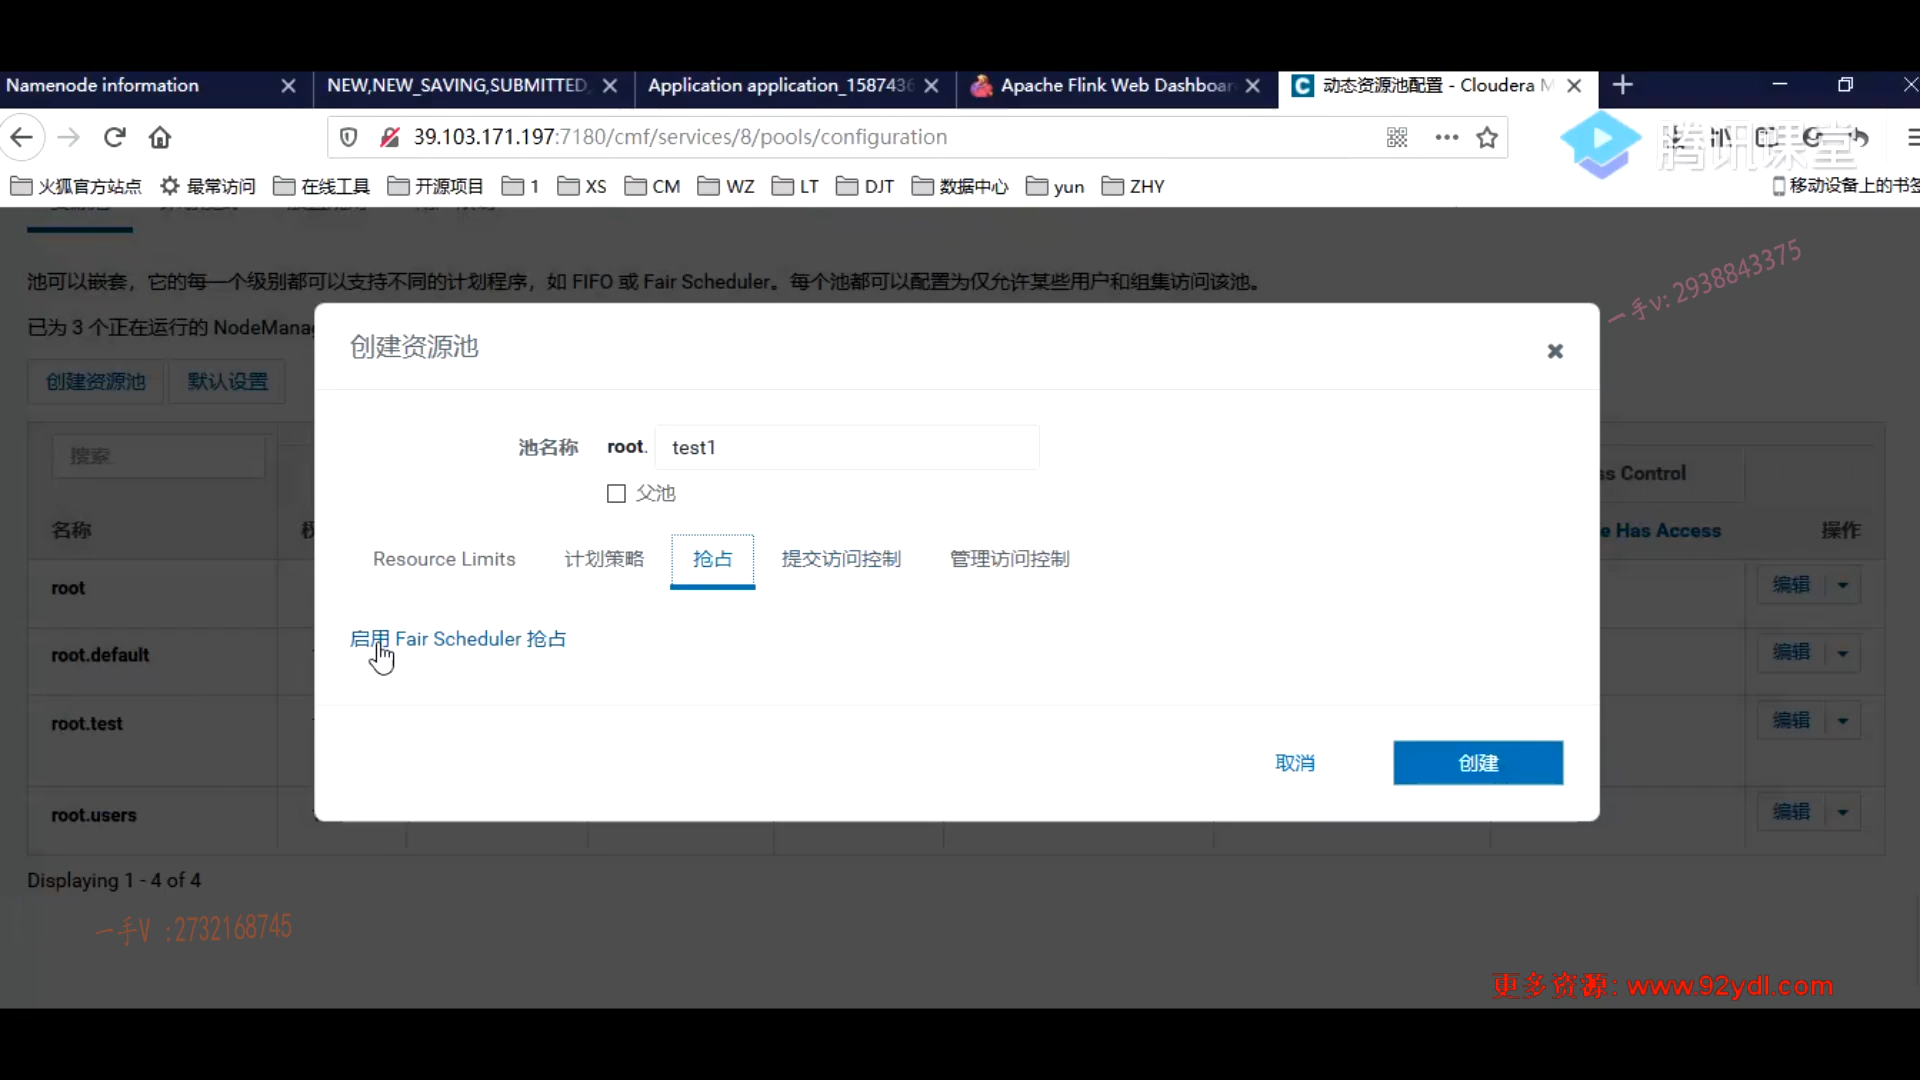 Namenode information
NEW,NEW_SAVING,SUBMITTED,
Application application_1587436
Apache Flink Web Dashboar
动态资源池配置 - Cloudera M
39.103.171.197:7180/cmf/services/8/pools/configuration
腾讯课堂
火狐官方站点 最常访问 在线工具 开源项目 1 XS CM WZ LT DJT 数据中心 yun ZHY
移动设备上的书签
池可以嵌套，它的每一个级别都可以支持不同的计划程序，如 FIFO 或 Fair Scheduler。每个池都可以配置为仅允许某些用户和组集访问该池。
一手v: 2938843375
已为 3 个正在运行的 NodeManag
创建资源池
池名称 root. test1
父池
Resource Limits 计划策略 抢占 提交访问控制 管理访问控制
启用 Fair Scheduler 抢占
取消 创建
创建资源池 默认设置
搜索
ss Control
名称
e Has Access 操作
root 编辑
root.default 编辑
root.test 编辑
root.users 编辑
Displaying 1 - 4 of 4
一手V :2732168745
更多资源: www.92ydl.com